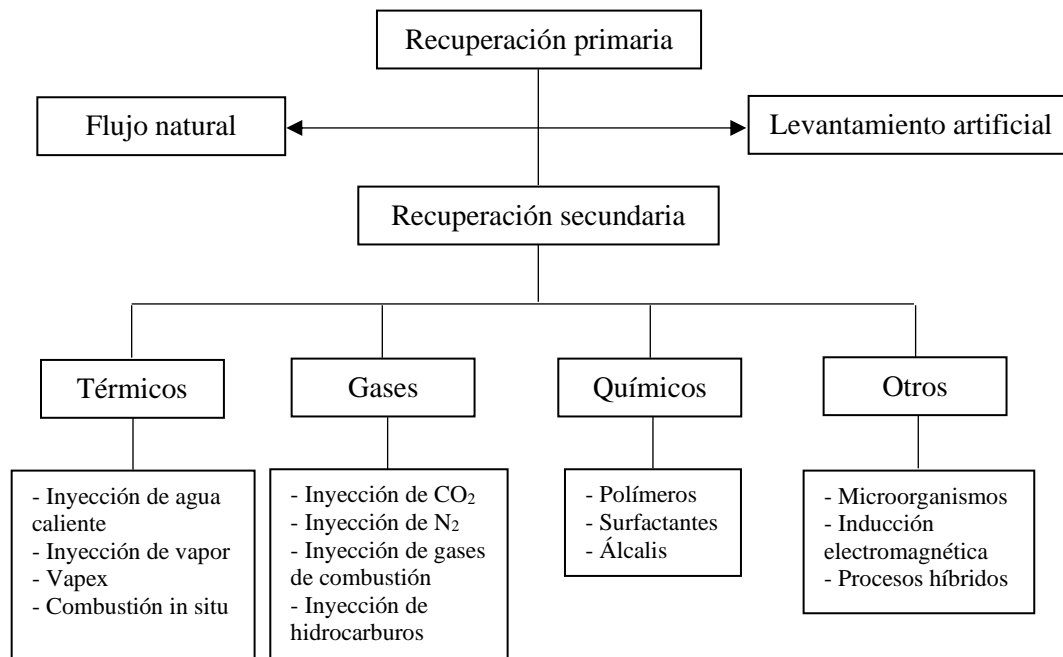 Recuperación primaria
Flujo natural
Levantamiento artificial
Recuperación secundaria
Térmicos
Gases
Químicos
Otros
- Inyección de agua
caliente
- Inyección de vapor
- Vapex
- Combustión in situ
- Inyección de CO₂
- Inyección de N₂
- Inyección de gases
de combustión
- Inyección de
hidrocarburos
- Polímeros
- Surfactantes
- Álcalis
- Microorganismos
- Inducción
electromagnética
- Procesos híbridos